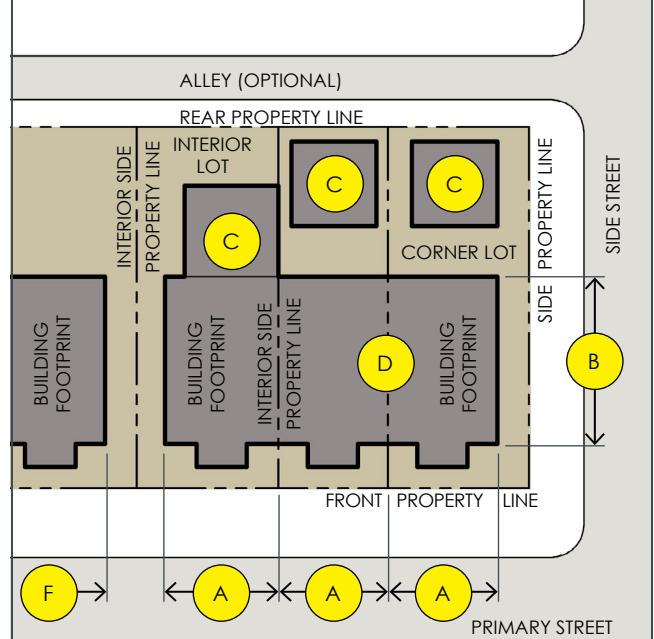 ALLEY (OPTIONAL)
REAR PROPERTY LINE
INTERIOR
LOT
INTERIOR SIDE
PROPERTY LINE
C
C
C
CORNER LOT
SIDE PROPERTY LINE
SIDE STREET
BUILDING
FOOTPRINT
BUILDING
FOOTPRINT
INTERIOR SIDE
PROPERTY LINE
D
BUILDING
FOOTPRINT
B
FRONT PROPERTY LINE
F
A
A
A
PRIMARY STREET